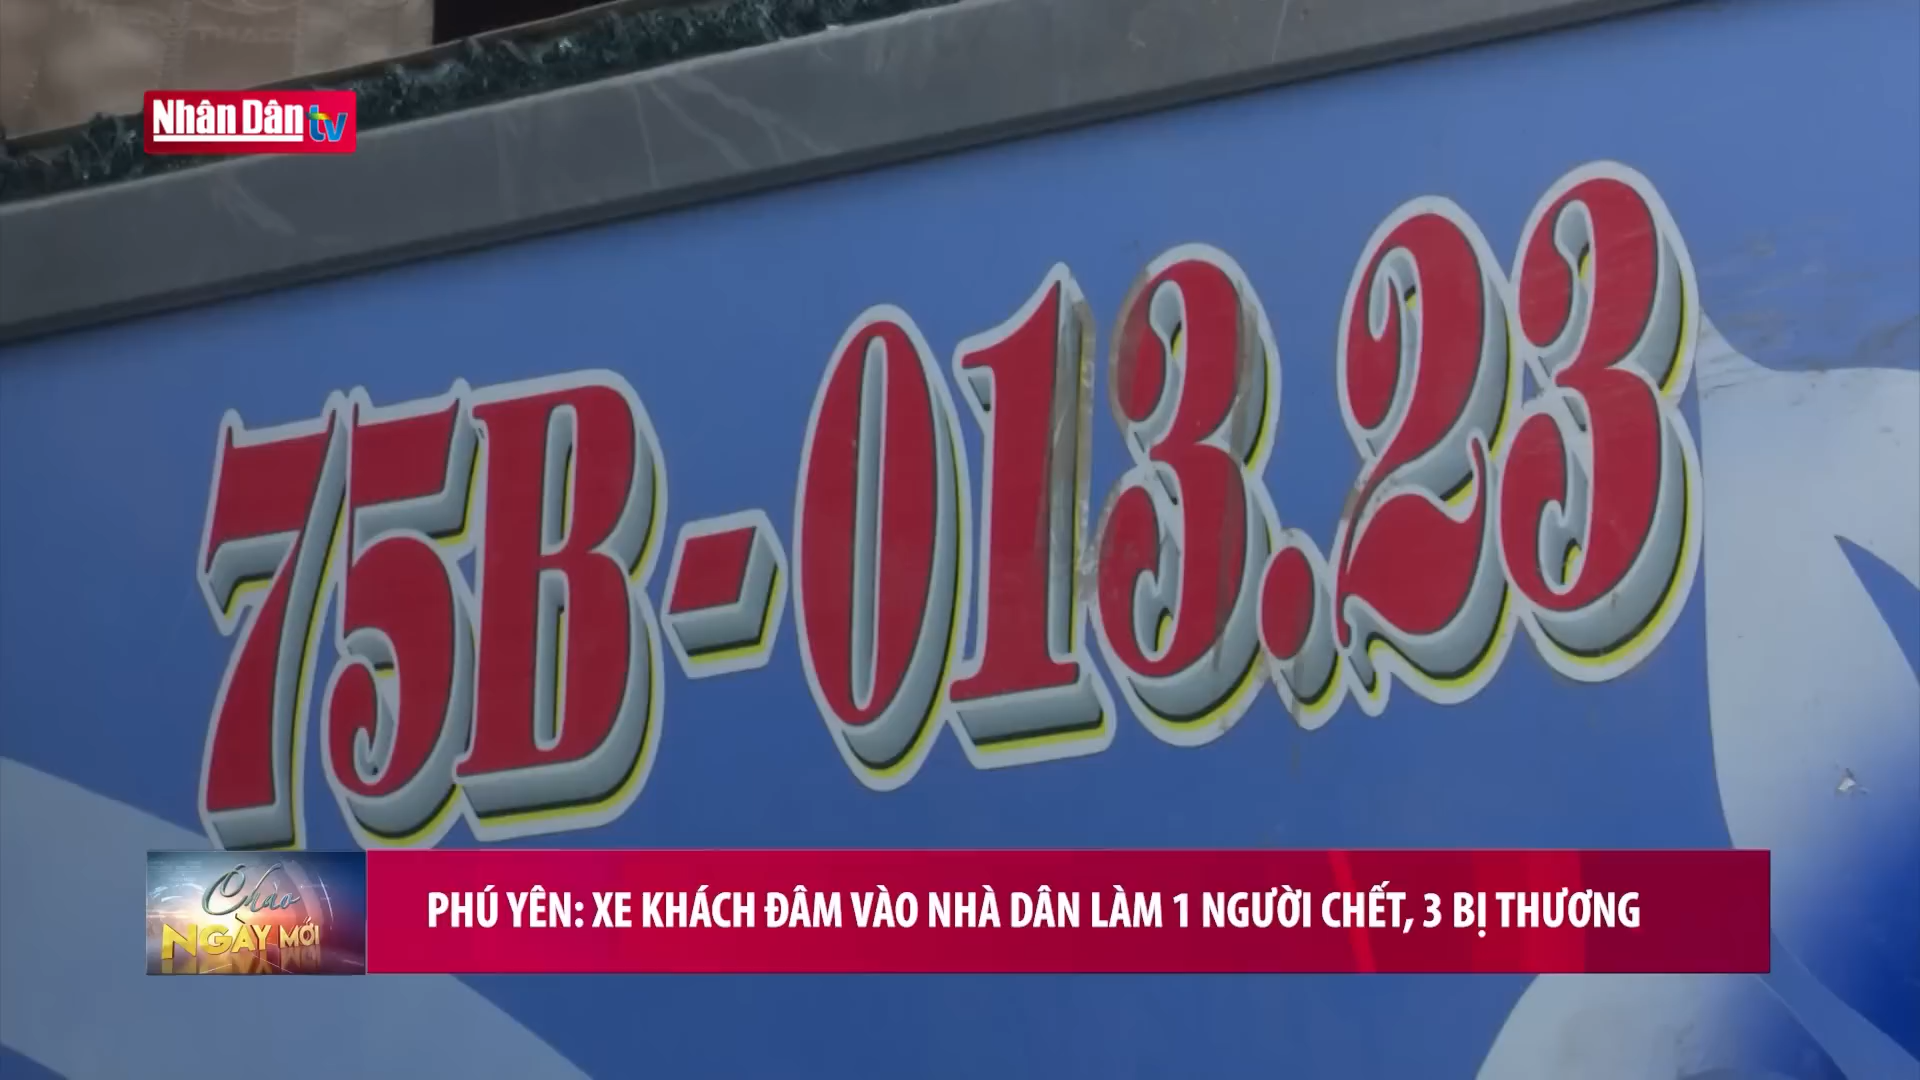 Nhân Dân tv
75B-013.23
Chào
NGÀY MỚI
PHÚ YÊN: XE KHÁCH ĐÂM VÀO NHÀ DÂN LÀM 1 NGƯỜI CHẾT, 3 BỊ THƯƠNG